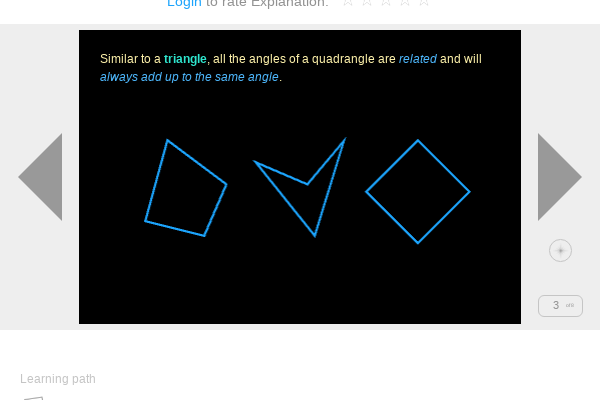 Login to rate Explanation:
Similar to a triangle, all the angles of a quadrangle are related and will
always add up to the same angle.
3
Learning path